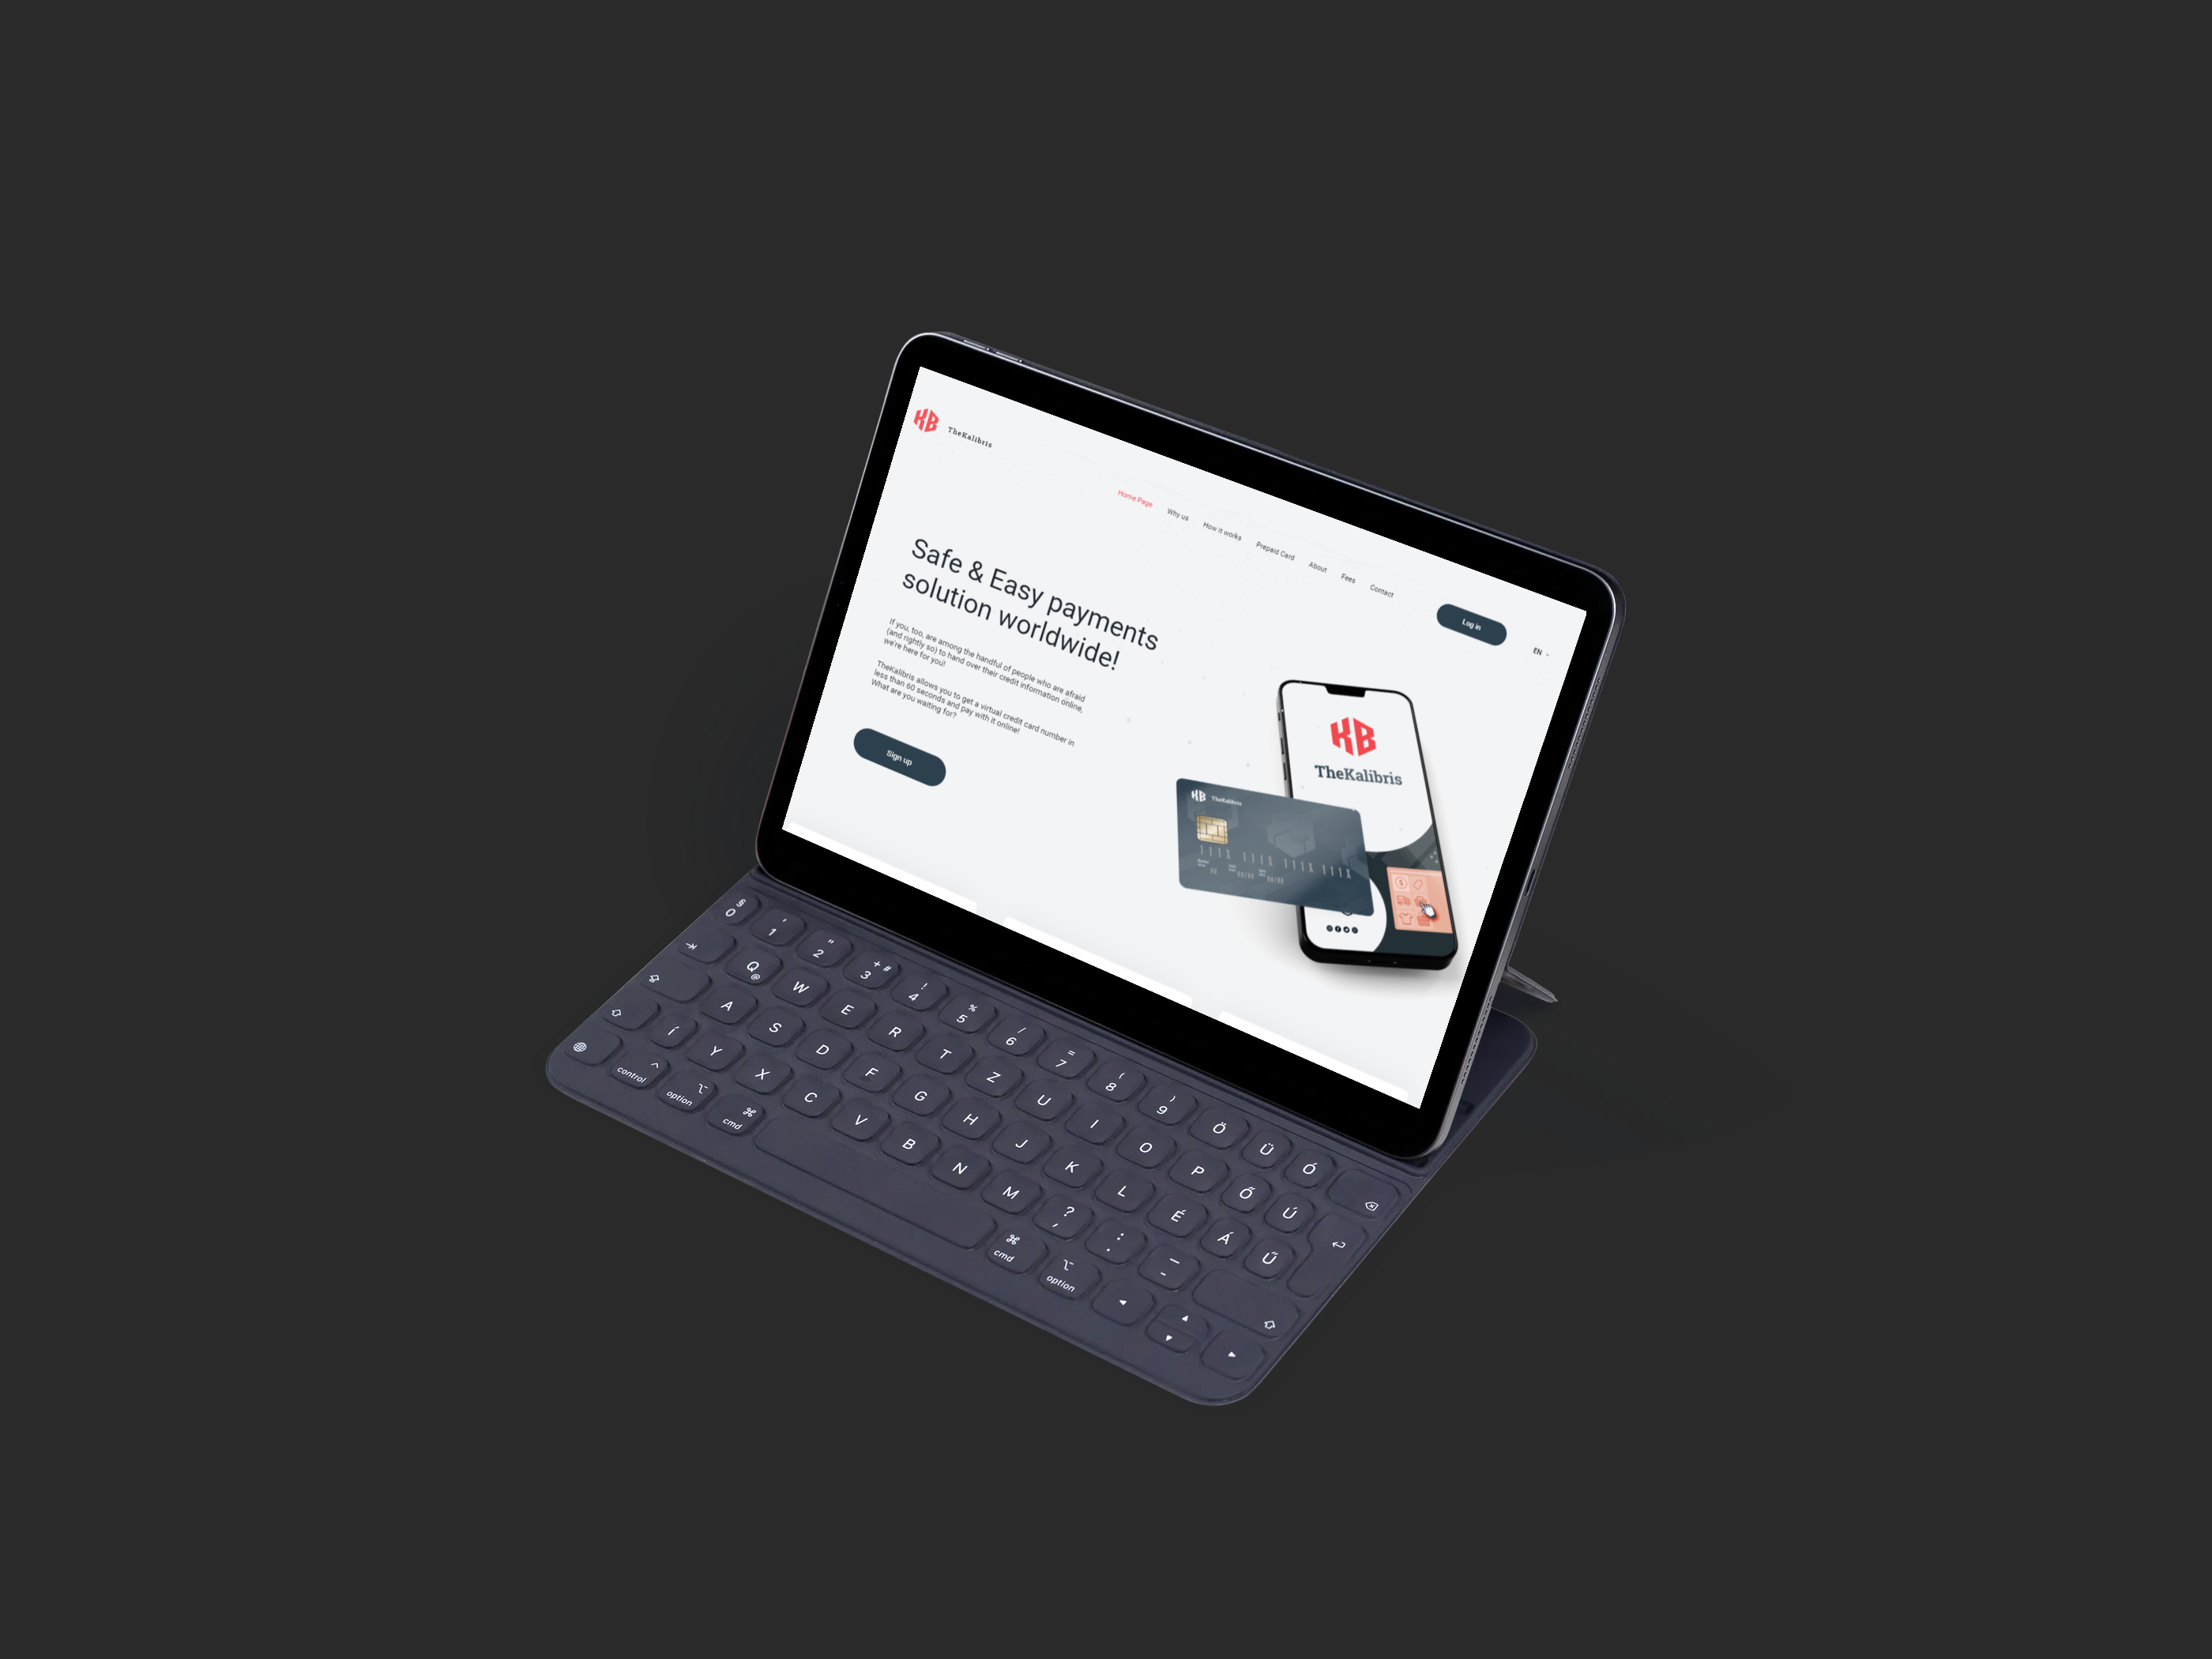 KB TheKalibris
Home Page Why us How it works Prepaid Card About Fees Contact
Log in
EN
Safe & Easy payments
solution worldwide!
If you, too, are among the handful of people who are afraid
(and rightly so) to hand over their credit information online,
we're here for you!
TheKalibris allows you to get a virtual credit card number in
less than 60 seconds and pay with it online!
What are you waiting for?
Sign up
KB
TheKalibris
KB TheKalibris
§ ' " + # ! % / = ( )
0 1 2 3 4 5 6 7 8 9 Ö Ü Ó
Q @ W E R T Z U I O P Ő Ú
A S D F G H J K L É Á Ű
Í Y X C V B N M ? , : . _ -
control option ⌘ cmd ⌘ cmd option